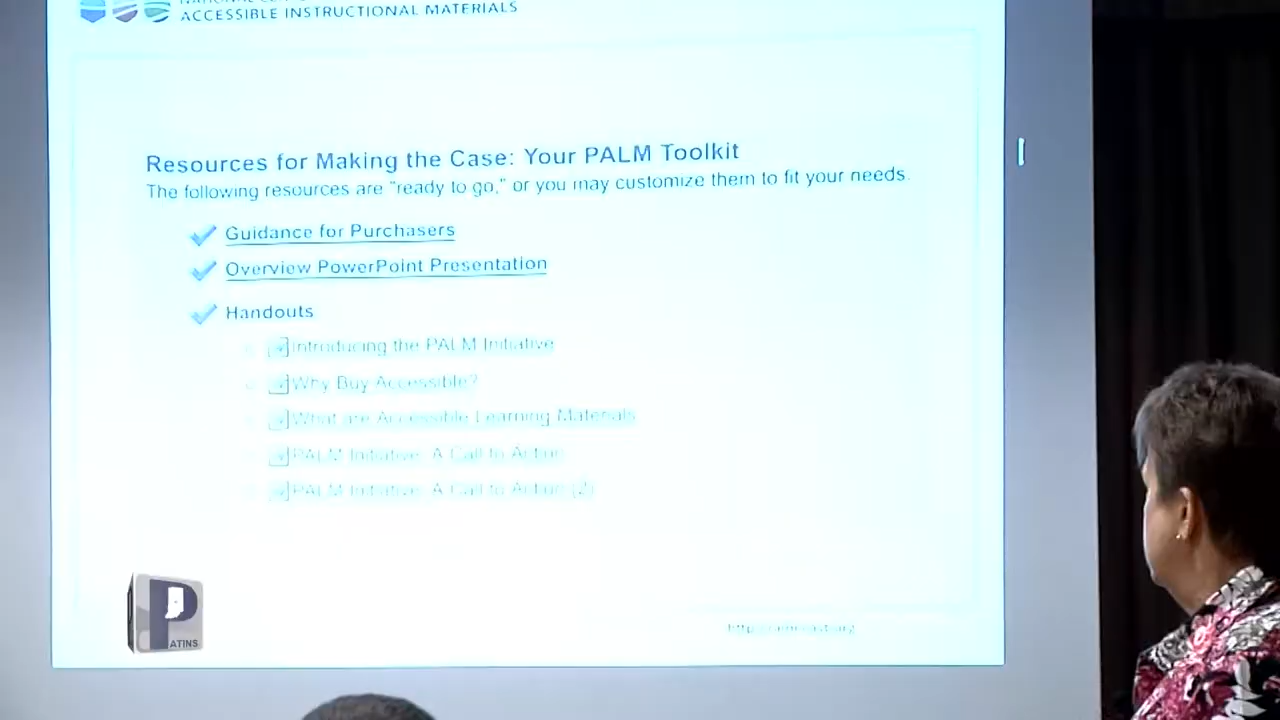 ACCESSIBLE INSTRUCTIONAL MATERIALS
Resources for Making the Case: Your PALM Toolkit
The following resources are "ready to go," or you may customize them to fit your needs.
Guidance for Purchasers
Overview PowerPoint Presentation
Handouts
Introducing the PALM Initiative
Why Buy Accessible?
What are Accessible Learning Materials
PALM Initiative: A Call to Action
PALM Initiative: A Call to Action (2)
PATINS